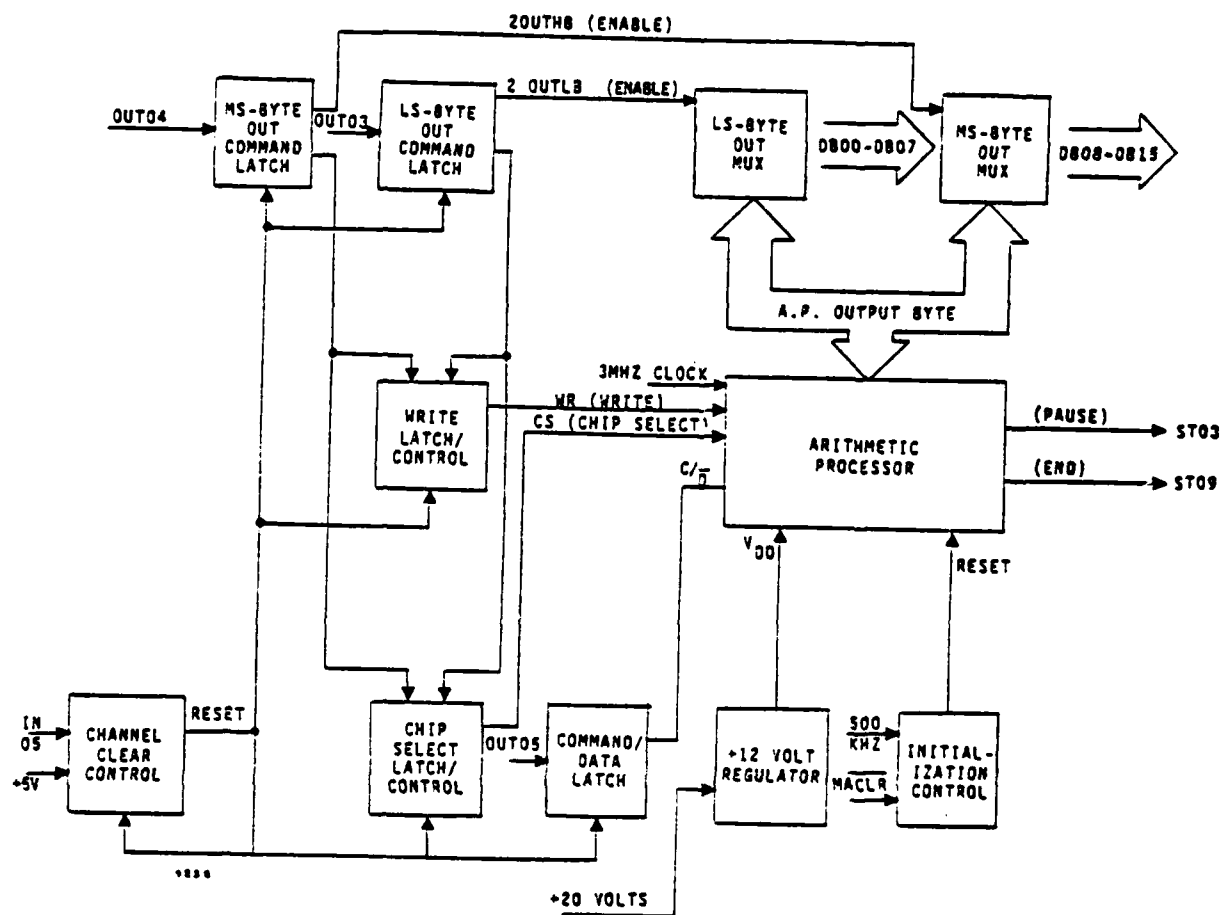 2OUTHB (ENABLE)
OUT04
MS-BYTE
OUT
COMMAND
LATCH
OUT03
LS-BYTE
OUT
COMMAND
LATCH
2 OUTLB (ENABLE)
LS-BYTE
OUT
MUX
DB00-DB07
MS-BYTE
OUT
MUX
DB08-DB15
A.P. OUTPUT BYTE
3MHZ CLOCK
WR (WRITE)
CS (CHIP SELECT)
C/D
WRITE
LATCH/
CONTROL
ARITHMETIC
PROCESSOR
(PAUSE)
ST03
(END)
ST09
VDD
RESET
IN
05
+5V
CHANNEL
CLEAR
CONTROL
RESET
CHIP
SELECT
LATCH/
CONTROL
OUT05
COMMAND/
DATA
LATCH
+12 VOLT
REGULATOR
500
KHZ
MACLR
INITIAL-
IZATION
CONTROL
+20 VOLTS